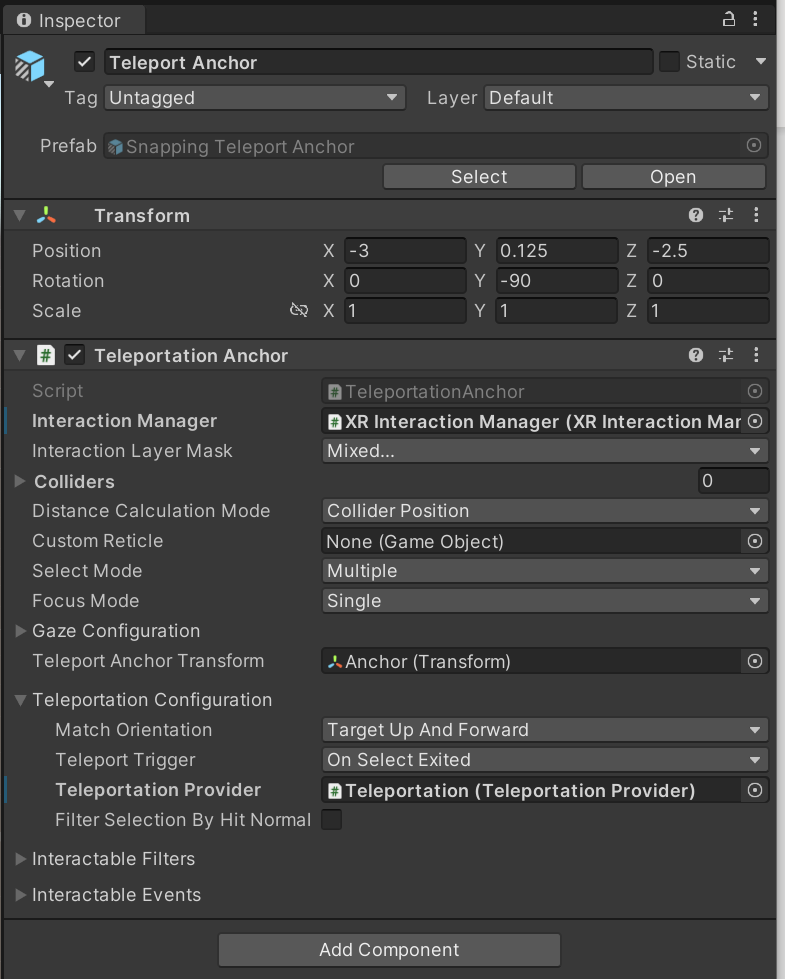 Inspector
Teleport Anchor Static
Tag Untagged Layer Default
Prefab Snapping Teleport Anchor
Select Open
Transform
Position X -3 Y 0.125 Z -2.5
Rotation X 0 Y -90 Z 0
Scale X 1 Y 1 Z 1
# Teleportation Anchor
Script # TeleportationAnchor
Interaction Manager # XR Interaction Manager (XR Interaction Mar
Interaction Layer Mask Mixed...
Colliders 0
Distance Calculation Mode Collider Position
Custom Reticle None (Game Object)
Select Mode Multiple
Focus Mode Single
Gaze Configuration
Teleport Anchor Transform Anchor (Transform)
Teleportation Configuration
Match Orientation Target Up And Forward
Teleport Trigger On Select Exited
Teleportation Provider # Teleportation (Teleportation Provider)
Filter Selection By Hit Normal
Interactable Filters
Interactable Events
Add Component